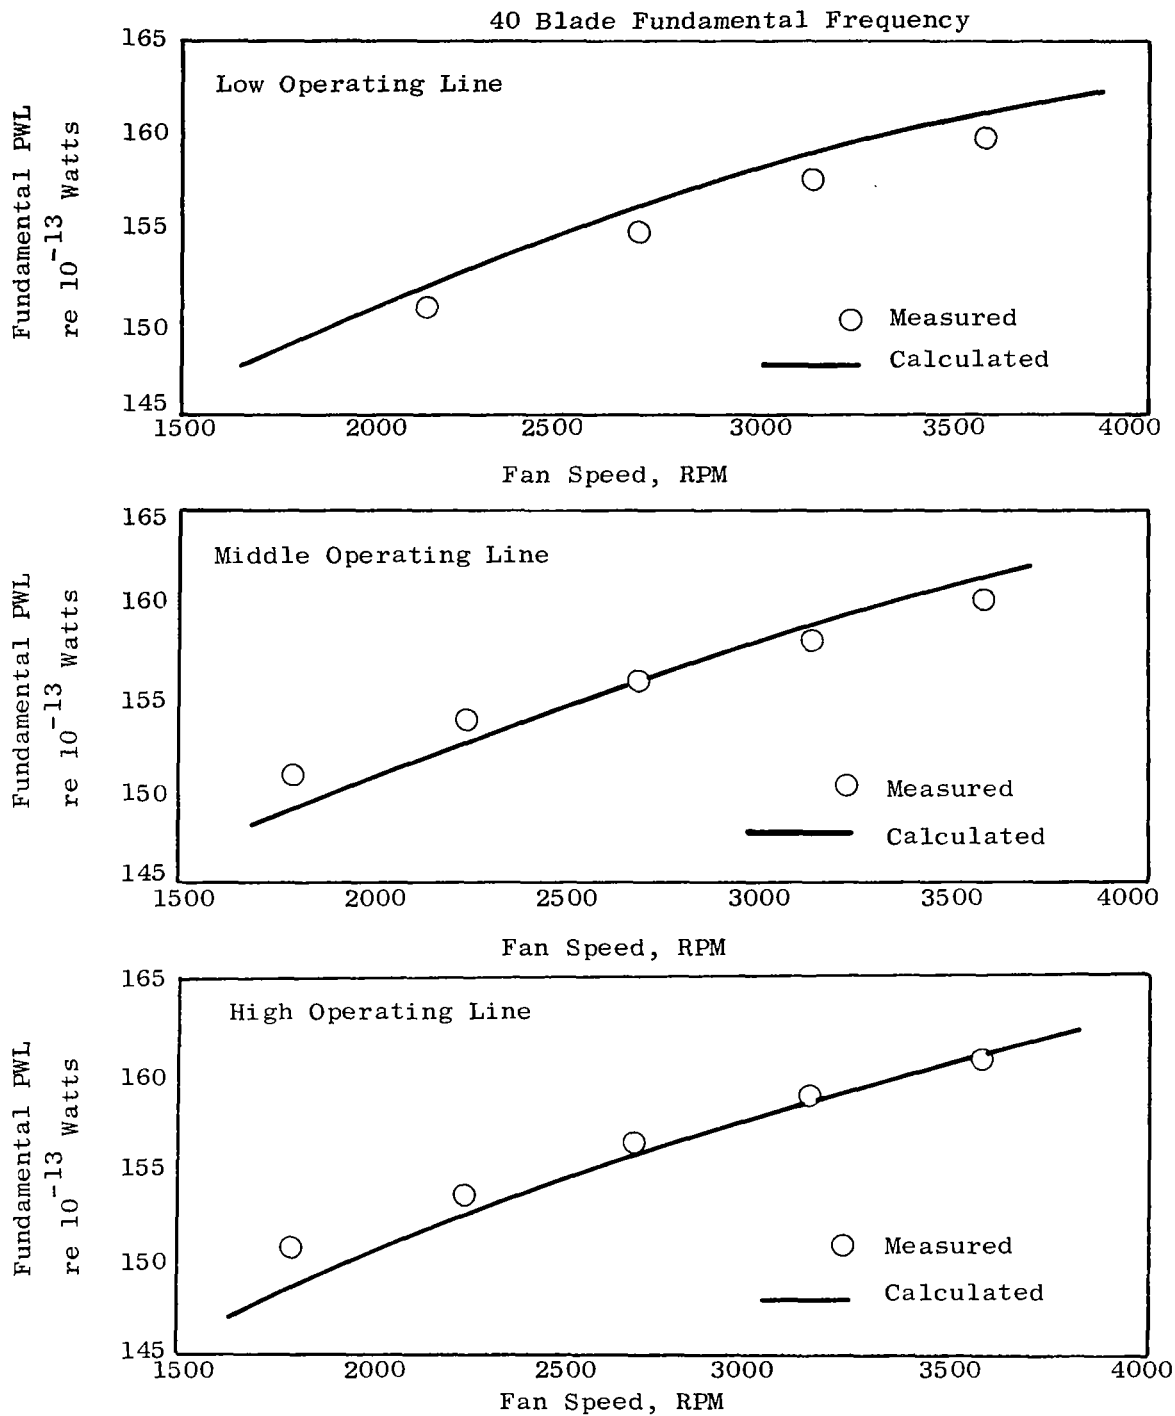 40 Blade Fundamental Frequency
165
Low Operating Line
160
155
150
145
Fundamental PWL
re 10^-13 Watts
Measured
Calculated
1500 2000 2500 3000 3500 4000
Fan Speed, RPM
165
Middle Operating Line
160
155
150
145
Fundamental PWL
re 10^-13 Watts
Measured
Calculated
1500 2000 2500 3000 3500 4000
Fan Speed, RPM
165
High Operating Line
160
155
150
145
Fundamental PWL
re 10^-13 Watts
Measured
Calculated
1500 2000 2500 3000 3500 4000
Fan Speed, RPM